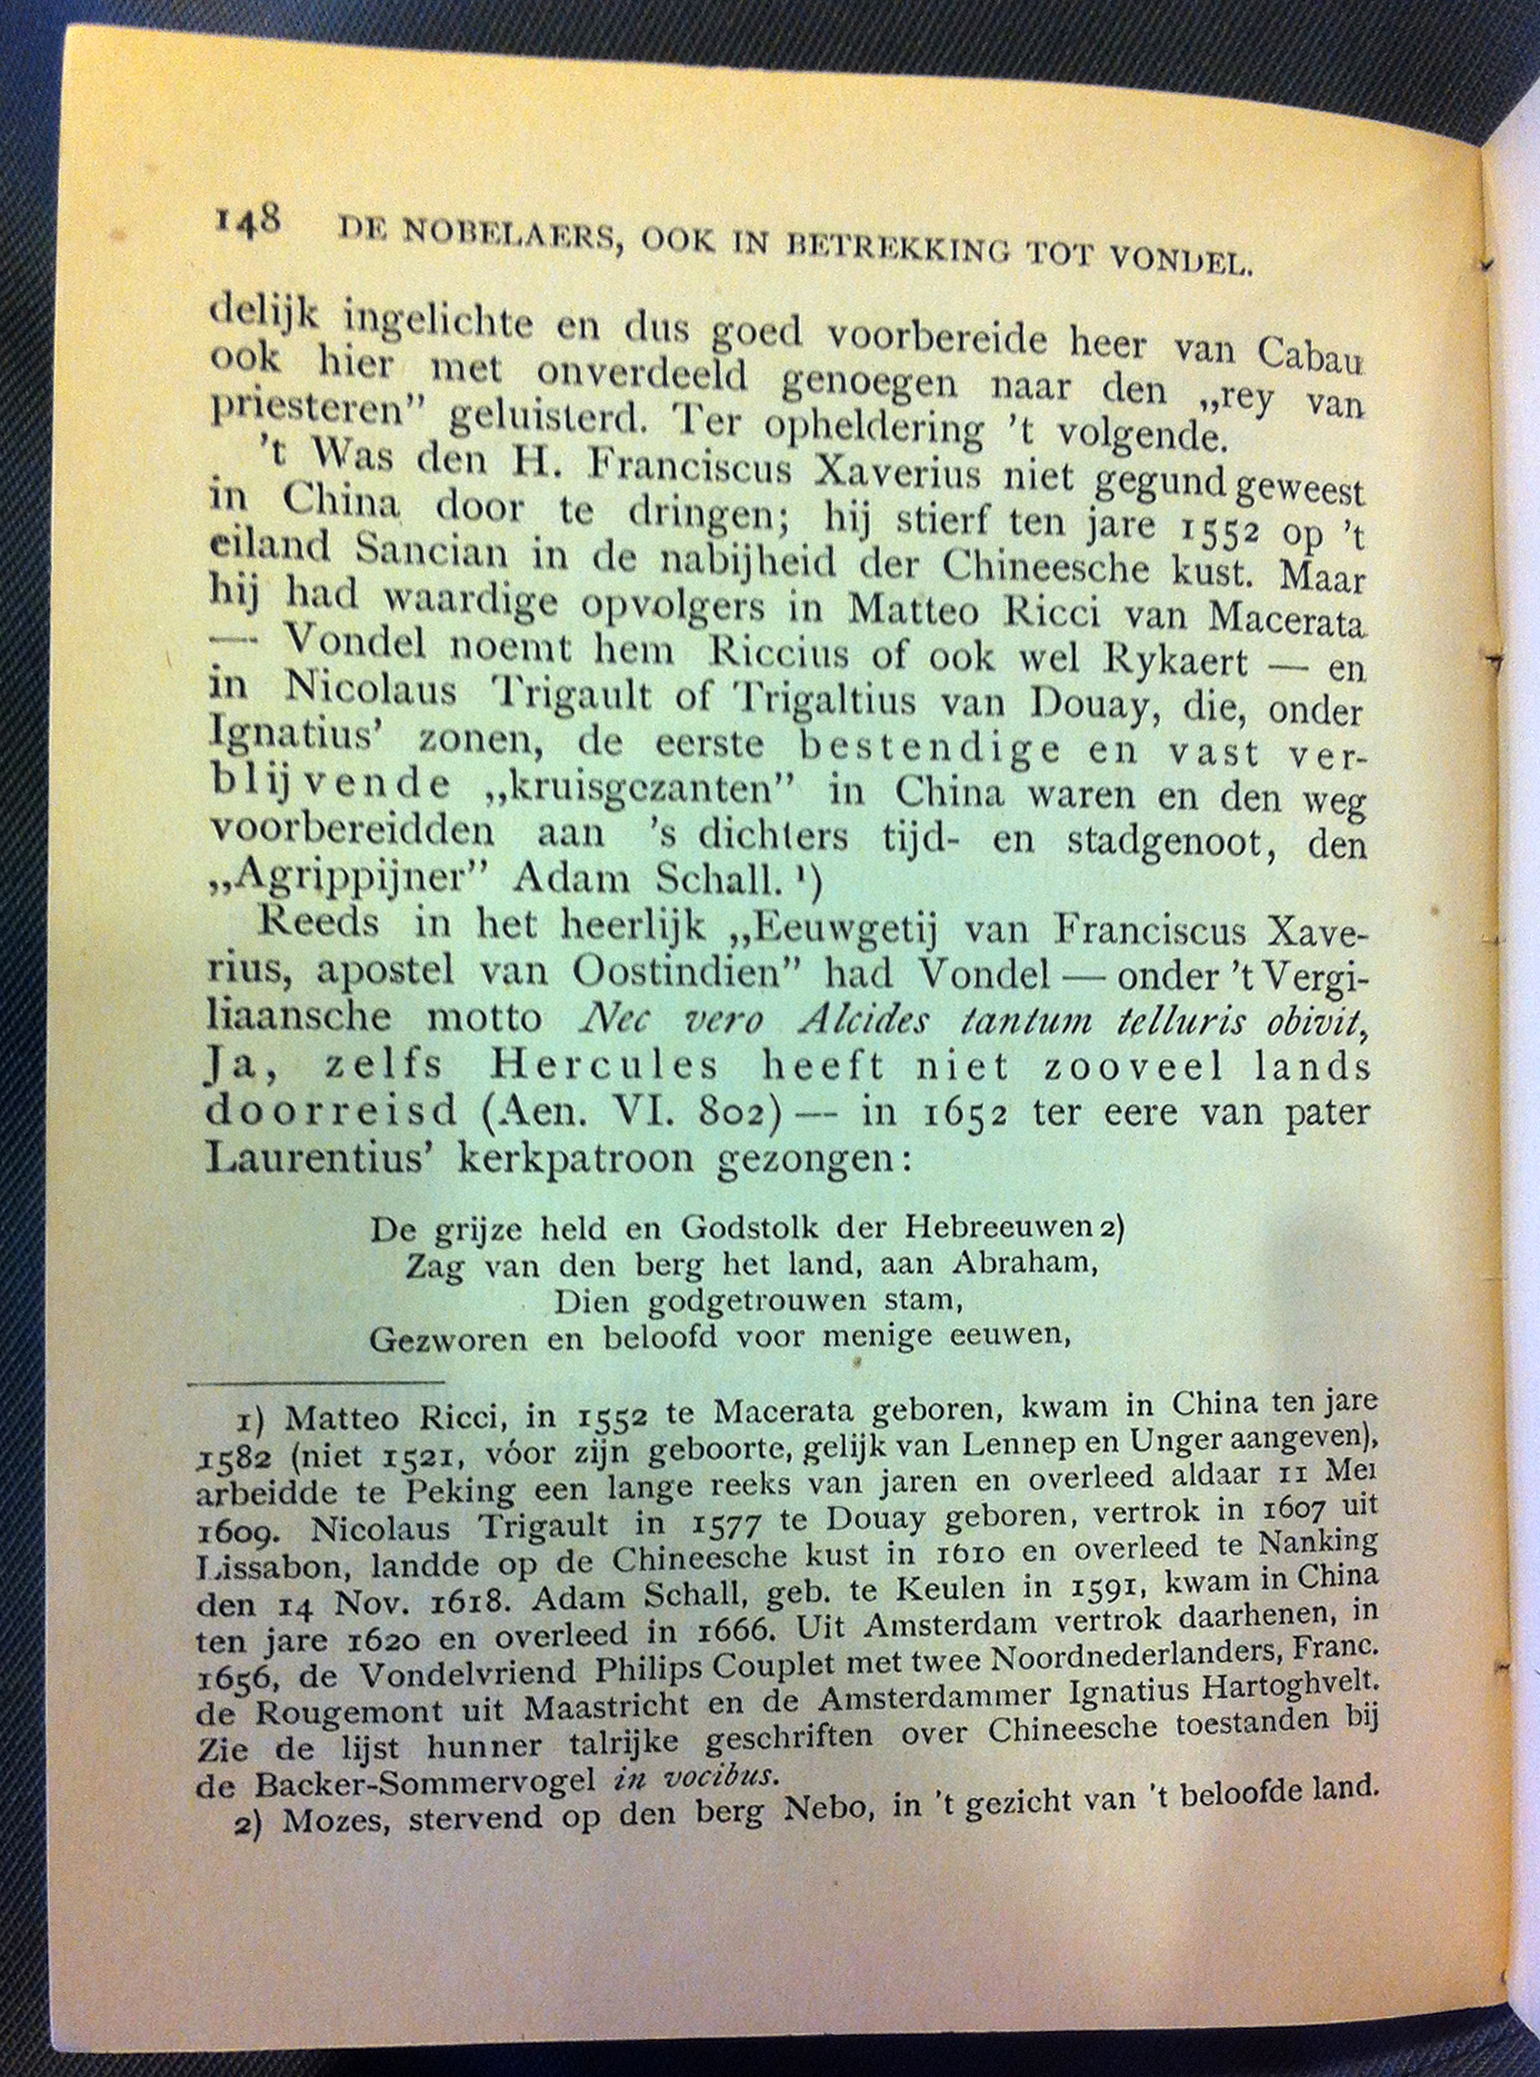 148 DE NOBELAERS, OOK IN BETREKKING TOT VONDEL.
delijk ingelichte en dus goed voorbereide heer van Cabau
ook hier met onverdeeld genoegen naar den „rey van
priesteren” geluisterd. Ter opheldering ’t volgende.
’t Was den H. Franciscus Xaverius niet gegund geweest
in China door te dringen; hij stierf ten jare 1552 op ’t
eiland Sancian in de nabijheid der Chineesche kust. Maar
hij had waardige opvolgers in Matteo Ricci van Macerata
— Vondel noemt hem Riccius of ook wel Rykaert — en
in Nicolaus Trigault of Trigaltius van Douay, die, onder
Ignatius’ zonen, de eerste bestendige en vast ver-
blijvende „kruisgezanten” in China waren en den weg
voorbereidden aan ’s dichters tijd- en stadgenoot, den
„Agrippijner” Adam Schall. ¹)
Reeds in het heerlijk „Eeuwgetij van Franciscus Xave-
rius, apostel van Oostindien” had Vondel — onder ’t Vergi-
liaansche motto Nec vero Alcides tantum telluris obivit,
Ja, zelfs Hercules heeft niet zooveel lands
doorreisd (Aen. VI. 802) — in 1652 ter eere van pater
Laurentius’ kerkpatroon gezongen:
De grijze held en Godstolk der Hebreeuwen 2)
Zag van den berg het land, aan Abraham,
Dien godgetrouwen stam,
Gezworen en beloofd voor menige eeuwen,
1) Matteo Ricci, in 1552 te Macerata geboren, kwam in China ten jare
1582 (niet 1521, vóor zijn geboorte, gelijk van Lennep en Unger aangeven),
arbeidde te Peking een lange reeks van jaren en overleed aldaar 11 Mei
1609. Nicolaus Trigault in 1577 te Douay geboren, vertrok in 1607 uit
Lissabon, landde op de Chineesche kust in 1610 en overleed te Nanking
den 14 Nov. 1618. Adam Schall, geb. te Keulen in 1591, kwam in China
ten jare 1620 en overleed in 1666. Uit Amsterdam vertrok daarhenen, in
1656, de Vondelvriend Philips Couplet met twee Noordnederlanders, Franc.
de Rougemont uit Maastricht en de Amsterdammer Ignatius Hartoghvelt.
Zie de lijst hunner talrijke geschriften over Chineesche toestanden bij
de Backer-Sommervogel in vocibus.
2) Mozes, stervend op den berg Nebo, in ’t gezicht van ’t beloofde land.